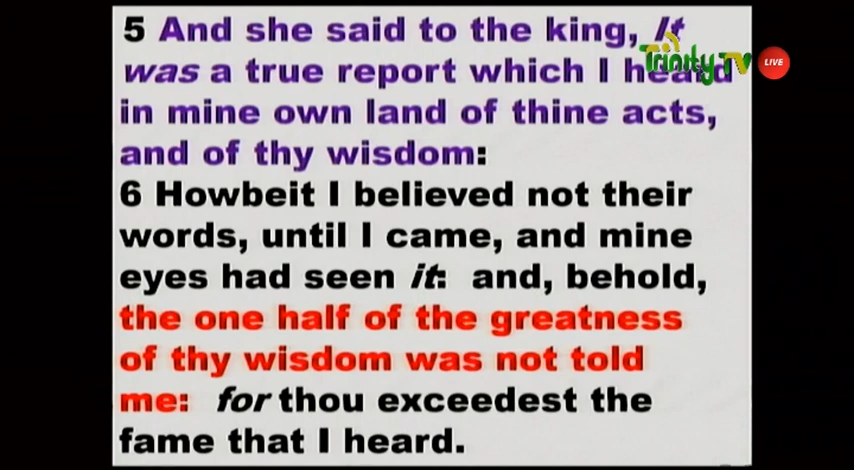 5 And she said to the king, It
Trinity TV
LIVE
was a true report which I heard
in mine own land of thine acts,
and of thy wisdom:
6 Howbeit I believed not their
words, until I came, and mine
eyes had seen it: and, behold,
the one half of the greatness
of thy wisdom was not told
me: for thou exceedest the
fame that I heard.